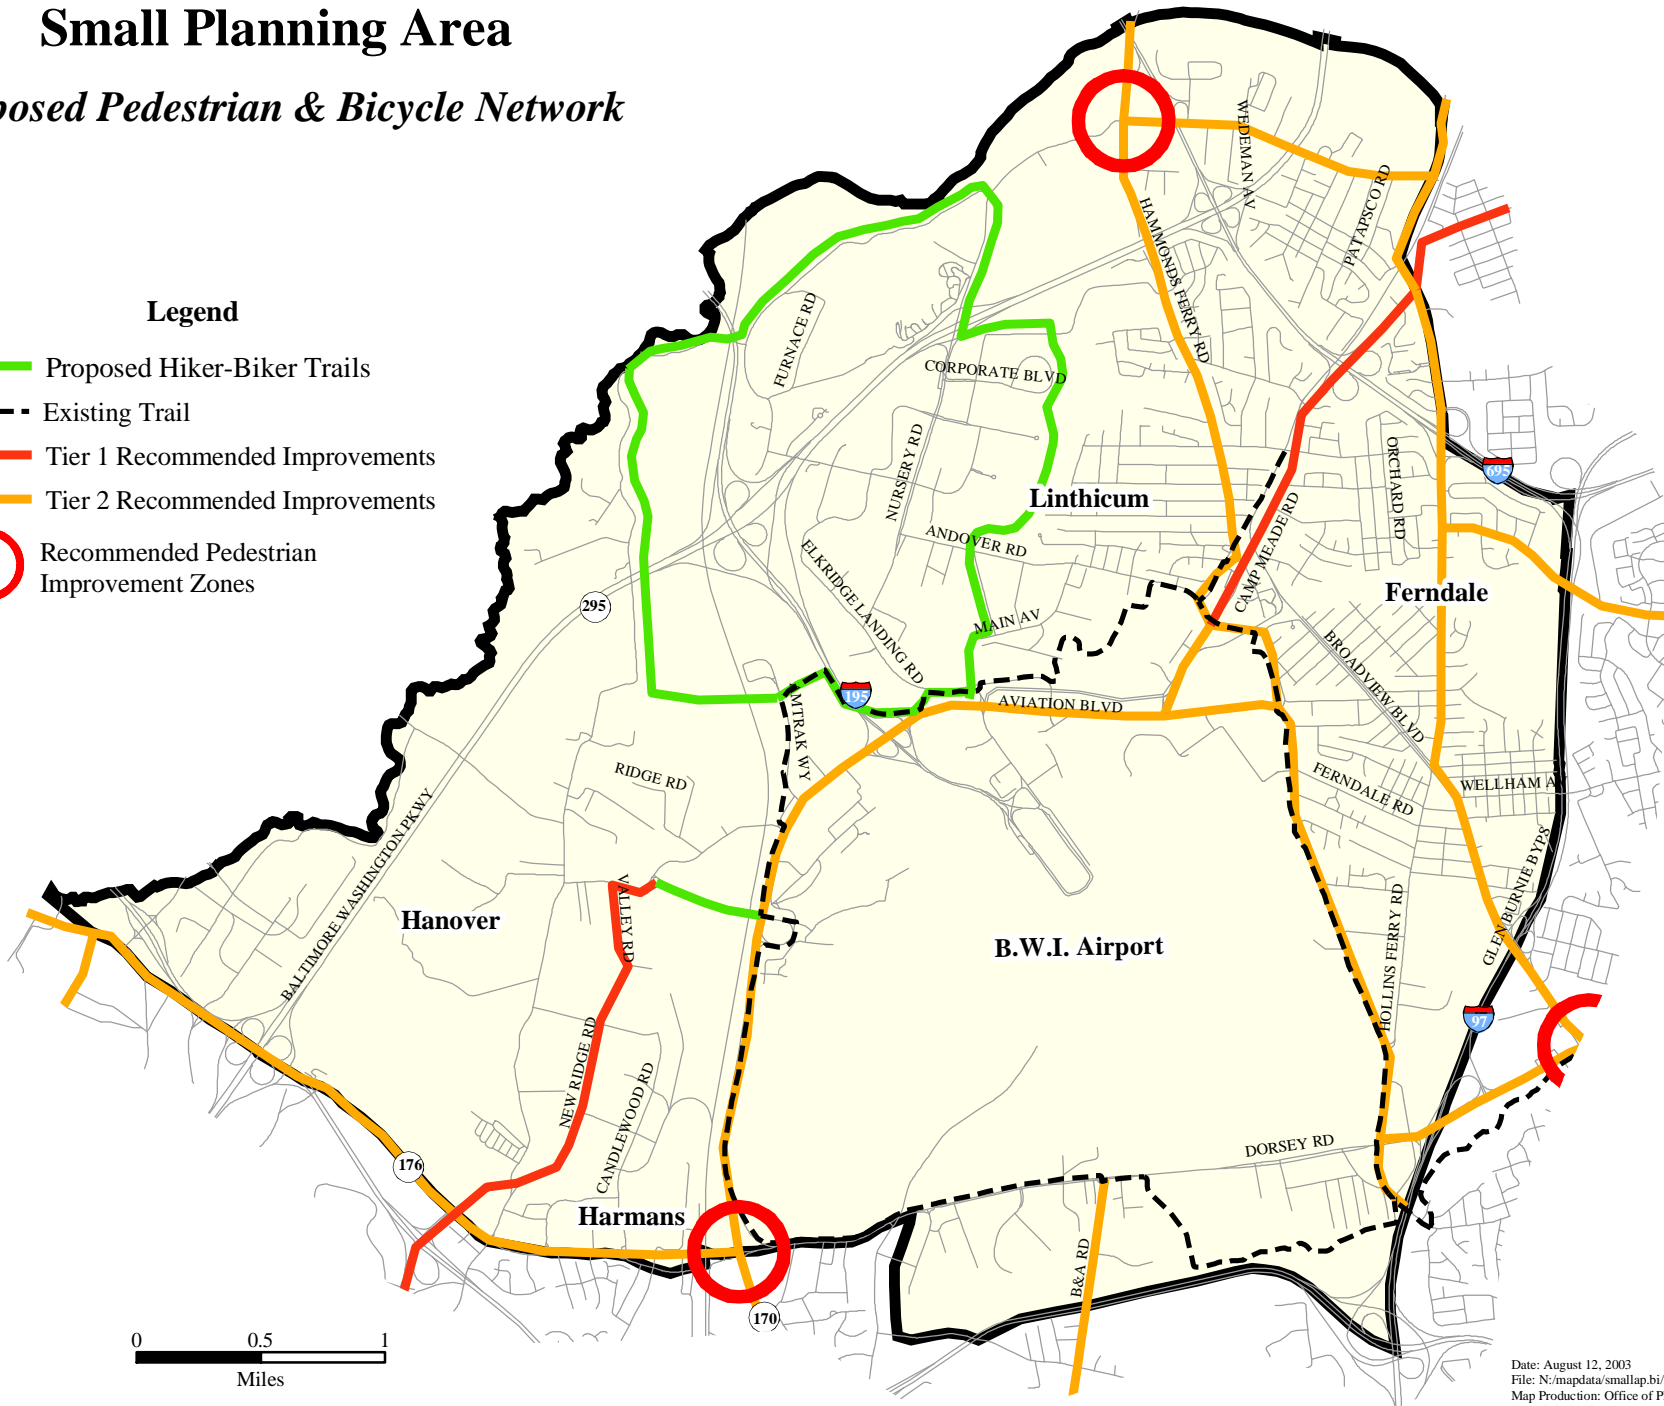 Small Planning Area
posed Pedestrian & Bicycle Network
Legend
Proposed Hiker-Biker Trails
Existing Trail
Tier 1 Recommended Improvements
Tier 2 Recommended Improvements
Recommended Pedestrian
Improvement Zones
WEDEMAN AV
PATAPSCO RD
HAMMONDS FERRY RD
FURNACE RD
CORPORATE BLVD
NURSERY RD
ORCHARD RD
695
Linthicum
ANDOVER RD
CAMP MEADE RD
ELKRIDGE LANDING RD
Ferndale
295
MAIN AV
BROADVIEW BLVD
195
AVIATION BLVD
MTRAK WY
RIDGE RD
FERNDALE RD
WELLHAM A
BALTIMORE WASHINGTON PKWY
GLEN BURNIE BYPS
VALLEY RD
Hanover
HOLLINS FERRY RD
B.W.I. Airport
97
NEW RIDGE RD
CANDLEWOOD RD
DORSEY RD
176
Harmans
B&A RD
170
0 0.5 1
Miles
Date: August 12, 2003
File: N:/mapdata/smallap.bi/
Map Production: Office of P